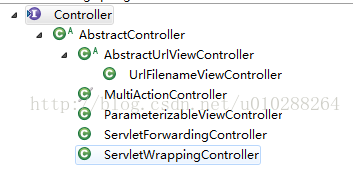 Controller
A
AbstractController
A
AbstractUrlViewController
UrlFilenameViewController
MultiActionController
http://blog.csdn.net/u010288264
ParameterizableViewController
ServletForwardingController
ServletWrappingController